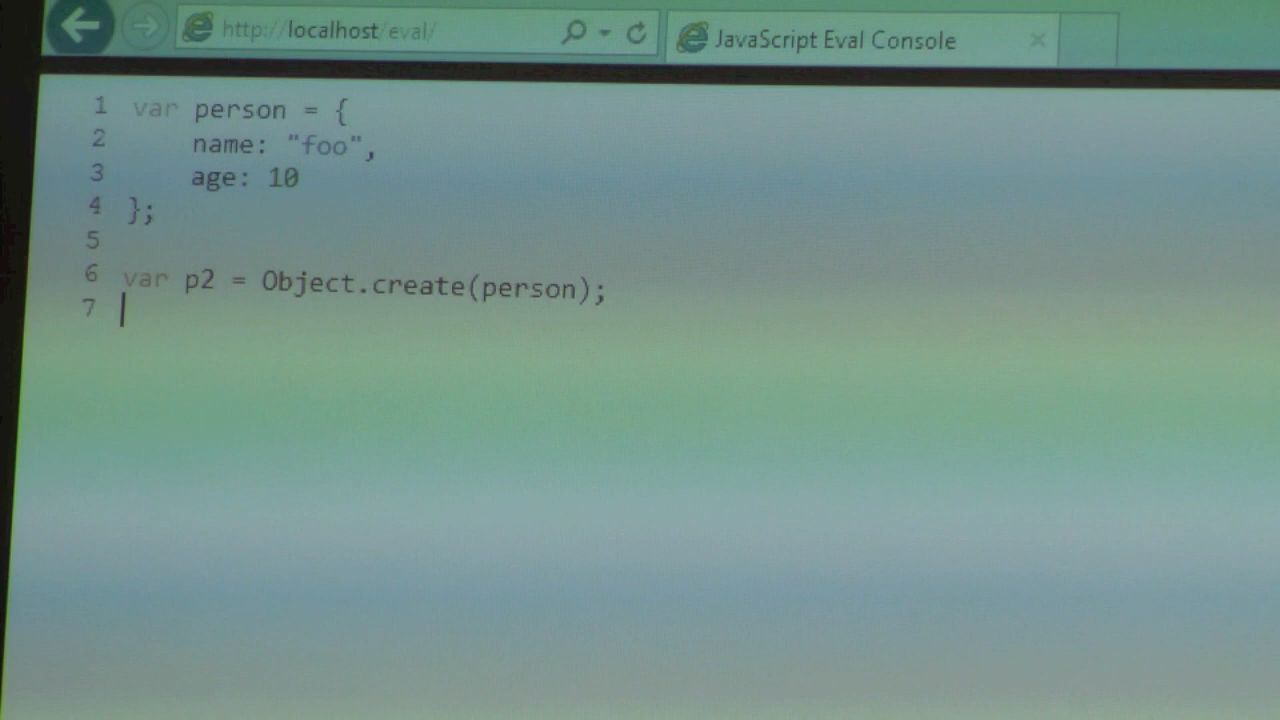 http://localhost/eval/
JavaScript Eval Console
1 var person = {
2     name: "foo",
3     age: 10
4 };
5
6 var p2 = Object.create(person);
7